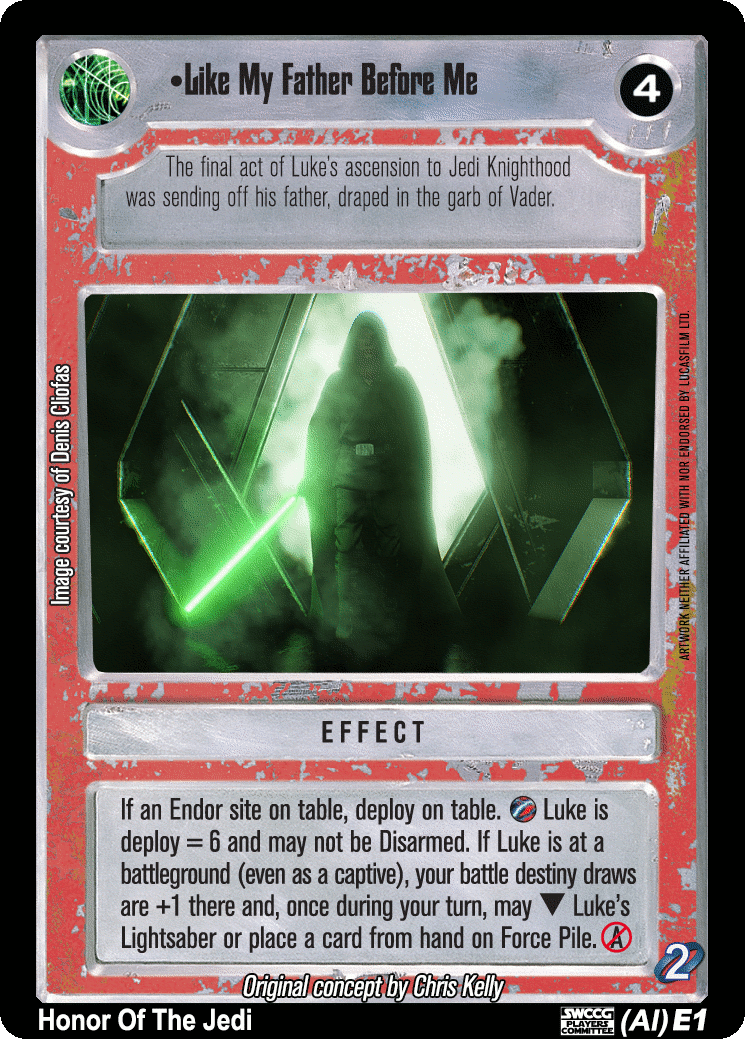 •Like My Father Before Me
4
The final act of Luke's ascension to Jedi Knighthood
was sending off his father, draped in the garb of Vader.
Image courtesy of Denis Cliofas
ARTWORK NEITHER AFFILIATED WITH NOR ENDORSED BY LUCASFILM LTD.
EFFECT
If an Endor site on table, deploy on table. Luke is
deploy = 6 and may not be Disarmed. If Luke is at a
battleground (even as a captive), your battle destiny draws
are +1 there and, once during your turn, may ▼ Luke's
Lightsaber or place a card from hand on Force Pile. A
2
Original concept by Chris Kelly
Honor Of The Jedi
SWCCG
PLAYERS
COMMITTEE
(AI) E1